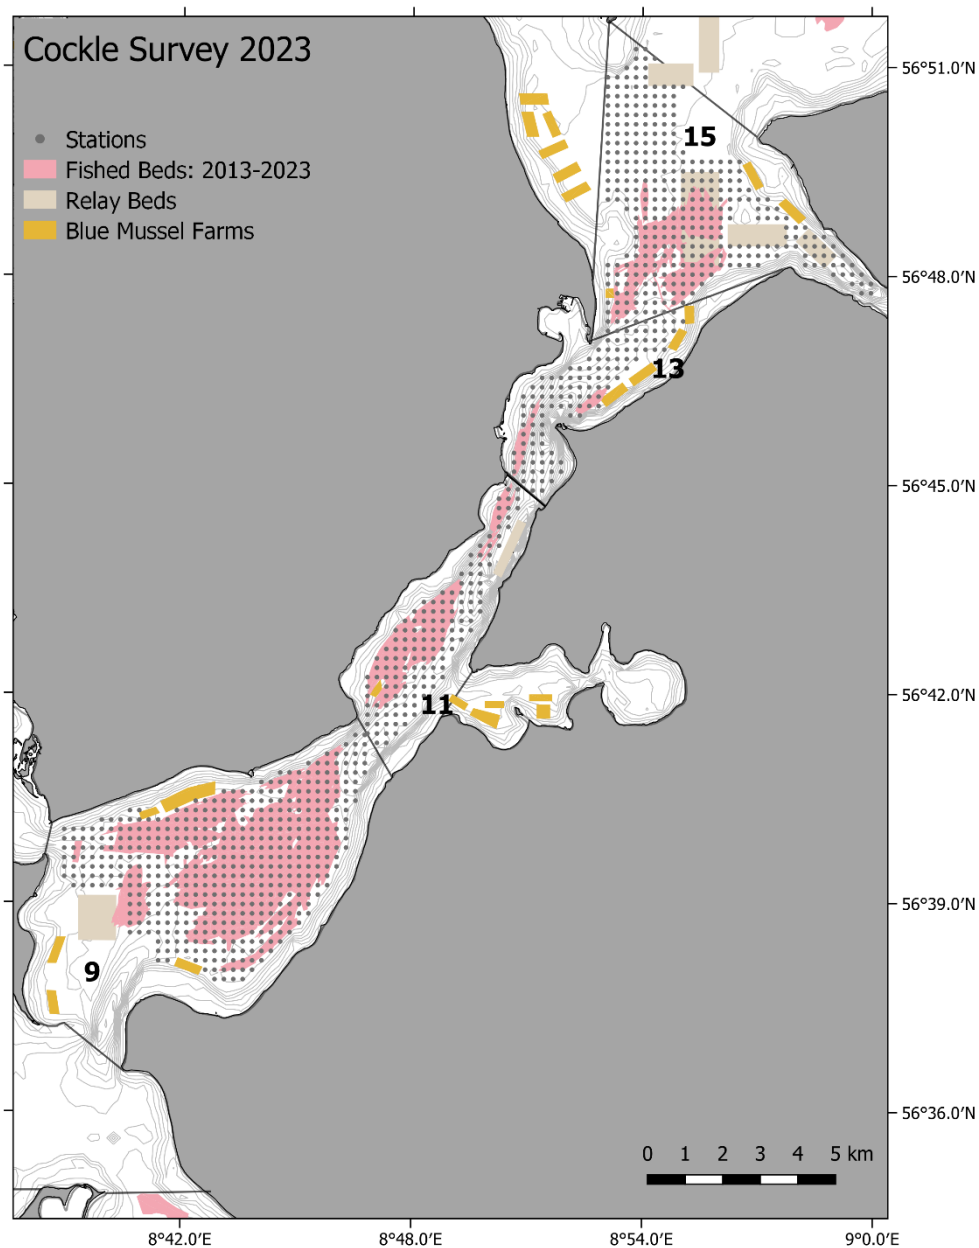 Cockle Survey 2023
Stations
Fished Beds: 2013-2023
Relay Beds
Blue Mussel Farms
56°51.0'N
15
56°48.0'N
13
56°45.0'N
56°42.0'N
11
56°39.0'N
9
56°36.0'N
0 1 2 3 4 5 km
8°42.0'E 8°48.0'E 8°54.0'E 9°0.0'E